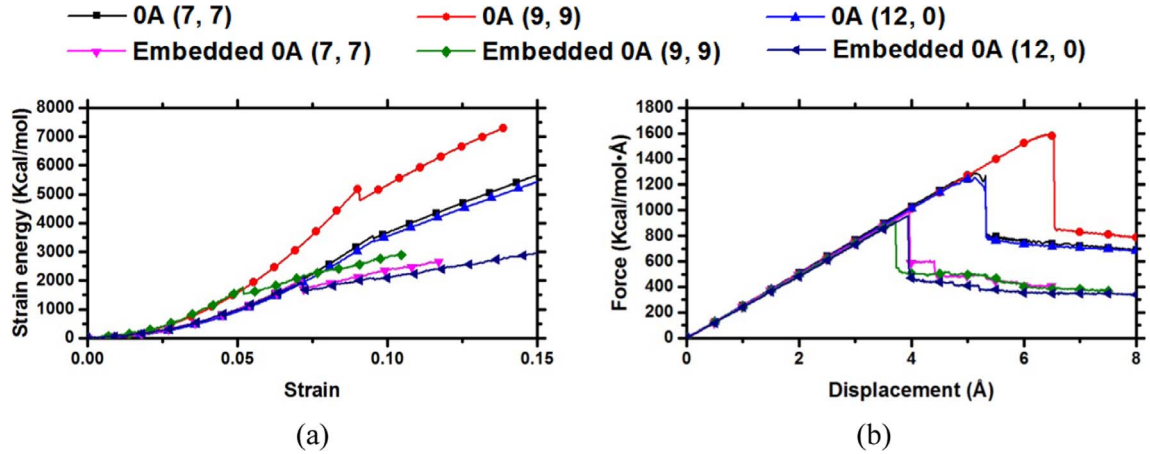 0A (7, 7) 0A (9, 9) 0A (12, 0)
Embedded 0A (7, 7) Embedded 0A (9, 9) Embedded 0A (12, 0)
Strain energy (Kcal/mol)
8000
7000
6000
5000
4000
3000
2000
1000
0
0.00 0.05 0.10 0.15
Strain
(a)
Force (Kcal/mol·Å)
1800
1600
1400
1200
1000
800
600
400
200
0
0 2 4 6 8
Displacement (Å)
(b)